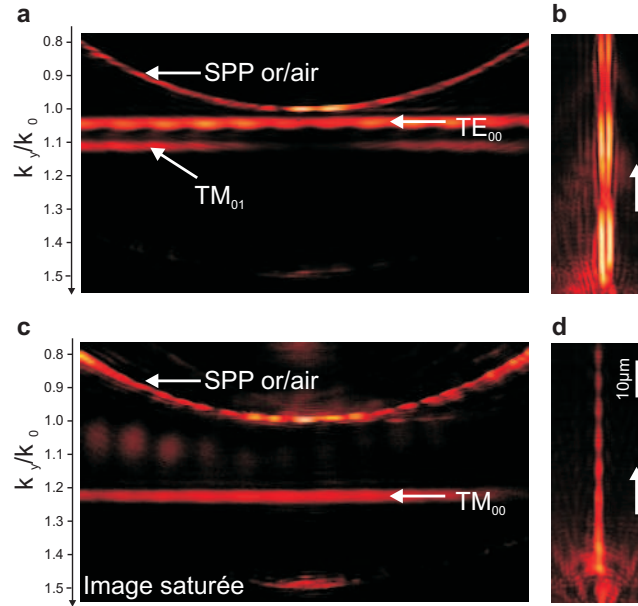 a
b
0.8
SPP or/air
0.9
1.0
TE₀₀
1.1
k_y/k_0
1.2
TM₀₁
1.3
1.4
1.5
c
d
0.8
SPP or/air
0.9
10µm
1.0
1.1
k_y/k_0
1.2
TM₀₀
1.3
1.4
1.5
Image saturée